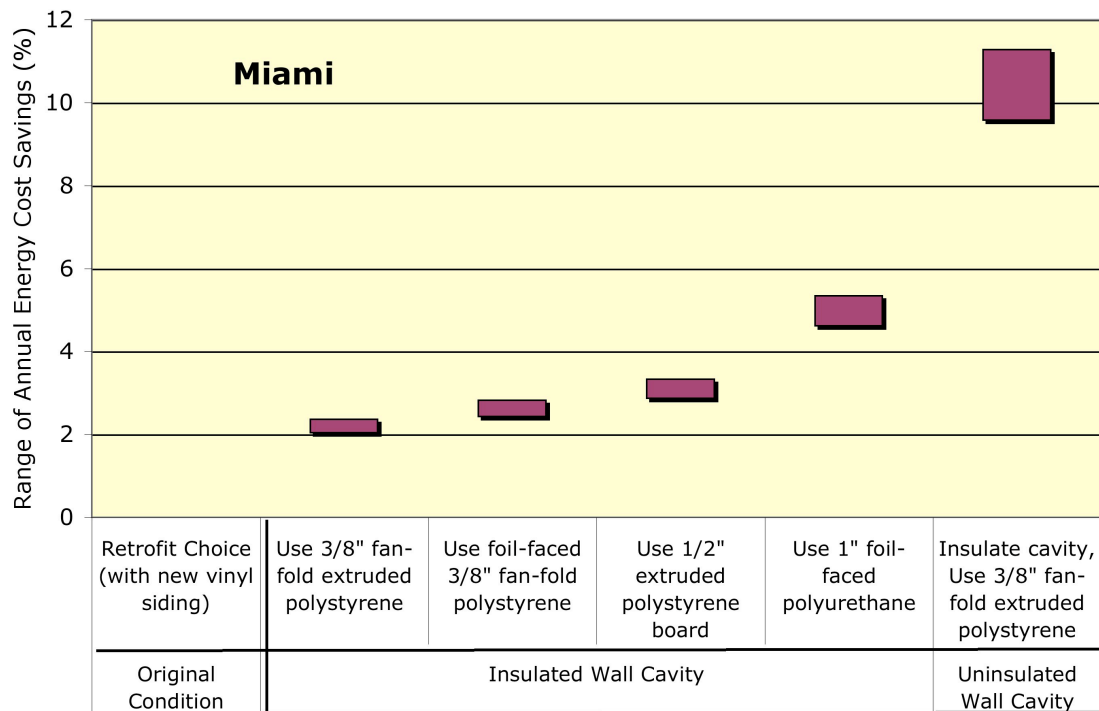 Range of Annual Energy Cost Savings (%)
12
10
8
6
4
2
0
Miami
Retrofit Choice
(with new vinyl
siding)
Use 3/8" fan-
fold extruded
polystyrene
Use foil-faced
3/8" fan-fold
polystyrene
Use 1/2"
extruded
polystyrene
board
Use 1" foil-
faced
polyurethane
Insulate cavity,
Use 3/8" fan-
fold extruded
polystyrene
Original
Condition
Insulated Wall Cavity
Uninsulated
Wall Cavity